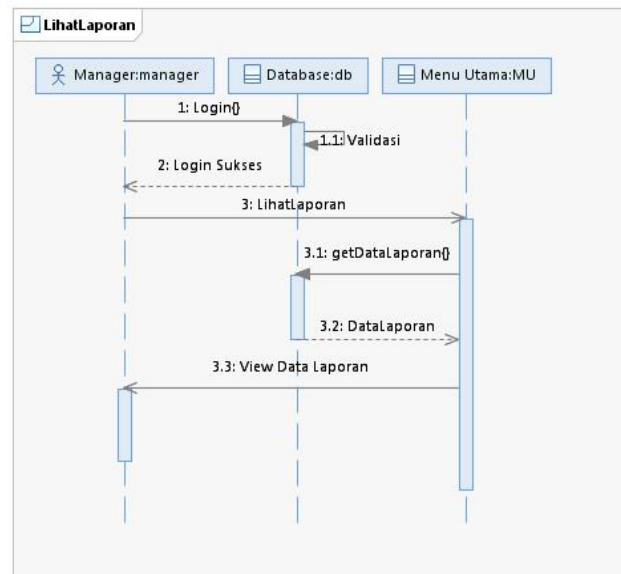 LihatLaporan
Manager:manager
Database:db
Menu Utama:MU
1: Login{}
1.1: Validasi
2: Login Sukses
3: LihatLaporan
3.1: getDataLaporan{}
3.2: DataLaporan
3.3: View Data Laporan